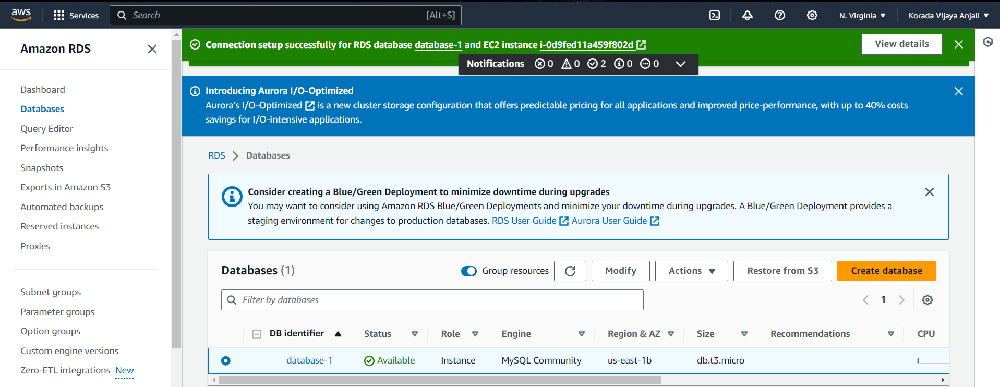 aws
Services
Search
[Alt+S]
N. Virginia
Korada Vijaya Anjali
Amazon RDS
Dashboard
Databases
Query Editor
Performance insights
Snapshots
Exports in Amazon S3
Automated backups
Reserved instances
Proxies
Subnet groups
Parameter groups
Option groups
Custom engine versions
Zero-ETL integrations New
Connection setup successfully for RDS database database-1 and EC2 instance i-0d9fed11a459f802d
View details
Notifications 0 0 2 0 0
Introducing Aurora I/O-Optimized
Aurora's I/O-Optimized is a new cluster storage configuration that offers predictable pricing for all applications and improved price-performance, with up to 40% costs
savings for I/O-intensive applications.
RDS Databases
Consider creating a Blue/Green Deployment to minimize downtime during upgrades
You may want to consider using Amazon RDS Blue/Green Deployments and minimize your downtime during upgrades. A Blue/Green Deployment provides a
staging environment for changes to production databases. RDS User Guide Aurora User Guide
Databases (1)
Group resources
Modify
Actions
Restore from S3
Create database
Filter by databases
1
DB identifier Status Role Engine Region & AZ Size Recommendations CPU
database-1 Available Instance MySQL Community us-east-1b db.t3.micro